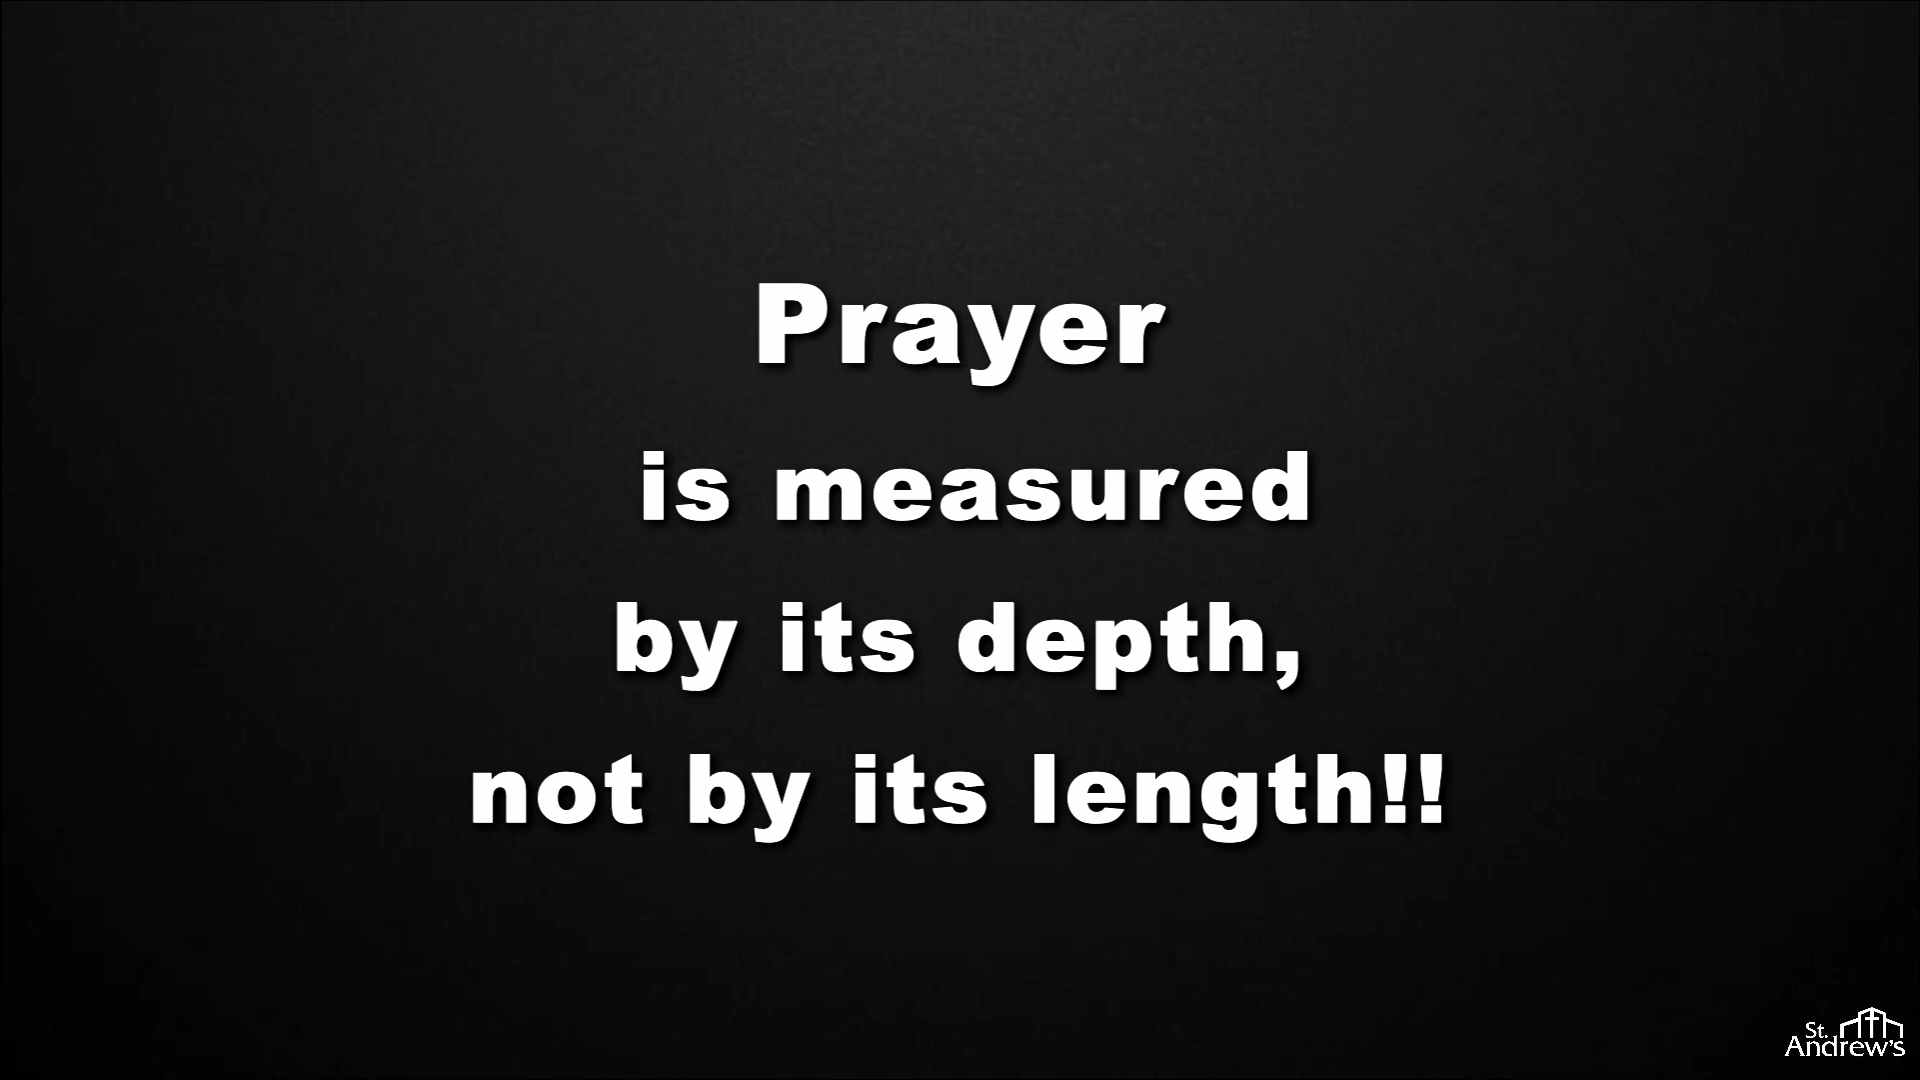 Prayer
is measured
by its depth,
not by its length!!
St.
Andrew's